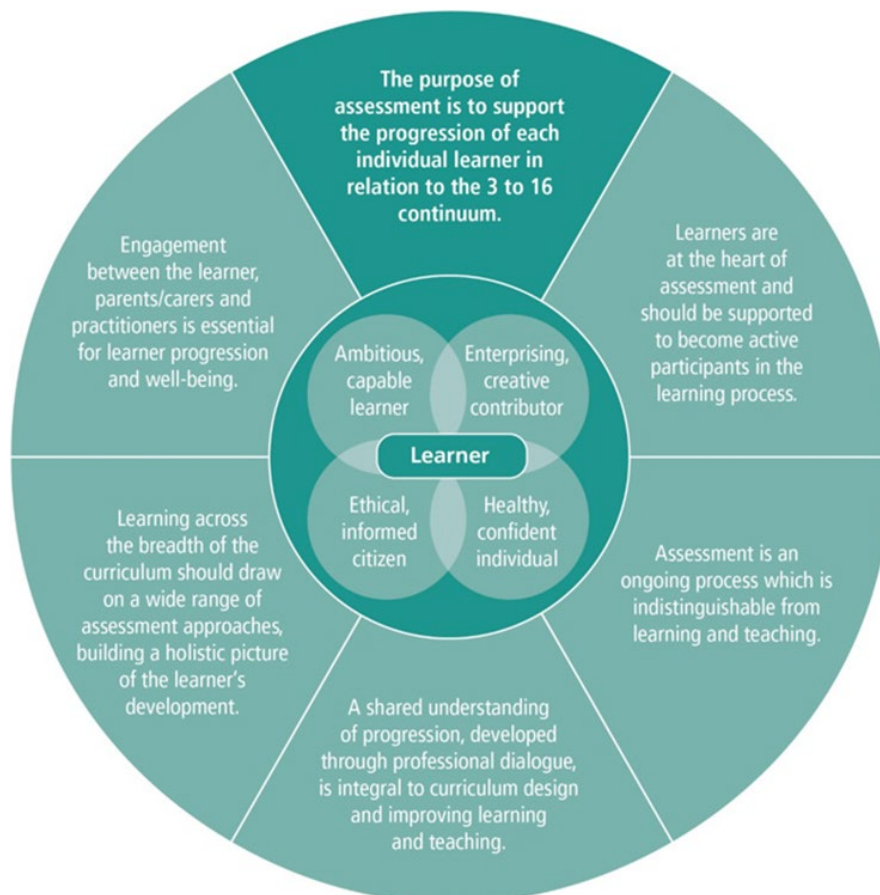 The purpose of
assessment is to support
the progression of each
individual learner in
relation to the 3 to 16
continuum.
Learners are
at the heart of
assessment and
should be supported
to become active
participants in the
learning process.
Assessment is an
ongoing process which is
indistinguishable from
learning and teaching.
A shared understanding
of progression, developed
through professional dialogue,
is integral to curriculum design
and improving learning
and teaching.
Learning across
the breadth of the
curriculum should draw
on a wide range of
assessment approaches,
building a holistic picture
of the learner’s
development.
Engagement
between the learner,
parents/carers and
practitioners is essential
for learner progression
and well-being.
Ambitious,
capable
learner
Enterprising,
creative
contributor
Learner
Ethical,
informed
citizen
Healthy,
confident
individual